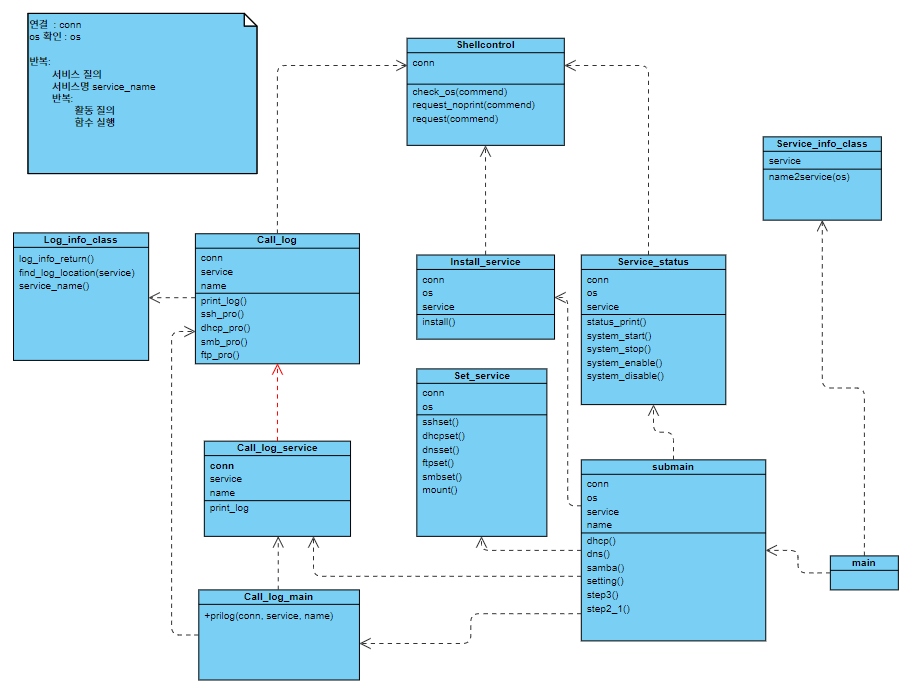 연결 : conn
os 확인 : os
반복:
서비스 질의
서비스명 service_name
반복:
활동 질의
함수 실행
Shellcontrol
conn
check_os(commend)
request_noprint(commend)
request(commend)
Service_info_class
service
name2service(os)
Log_info_class
log_info_return()
find_log_location(service)
service_name()
Call_log
conn
service
name
print_log()
ssh_pro()
dhcp_pro()
smb_pro()
ftp_pro()
Install_service
conn
os
service
install()
Service_status
conn
os
service
status_print()
system_start()
system_stop()
system_enable()
system_disable()
Set_service
conn
os
sshset()
dhcpset()
dnsset()
ftpset()
smbset()
mount()
Call_log_service
conn
service
name
print_log
submain
conn
os
service
name
dhcp()
dns()
samba()
setting()
step3()
step2_1()
main
Call_log_main
+prilog(conn, service, name)